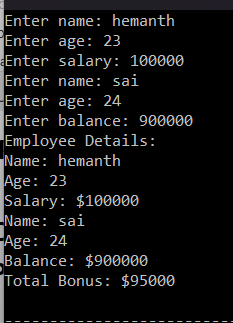 Enter name: hemanth
Enter age: 23
Enter salary: 100000
Enter name: sai
Enter age: 24
Enter balance: 900000
Employee Details:
Name: hemanth
Age: 23
Salary: $100000
Name: sai
Age: 24
Balance: $900000
Total Bonus: $95000
--------------------------